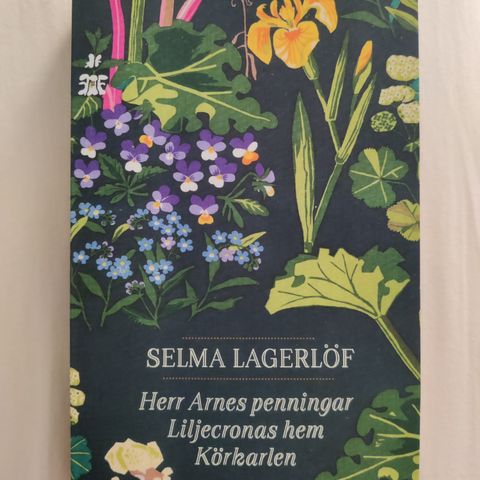 SELMA LAGERLÖF
Herr Arnes penningar
Liljecronas hem
Körkarlen